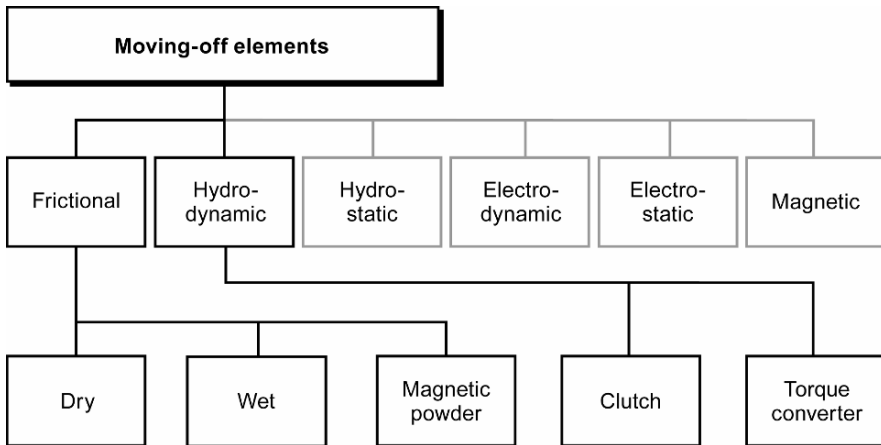 Moving-off elements
Frictional
Hydro-
dynamic
Hydro-
static
Electro-
dynamic
Electro-
static
Magnetic
Dry
Wet
Magnetic
powder
Clutch
Torque
converter